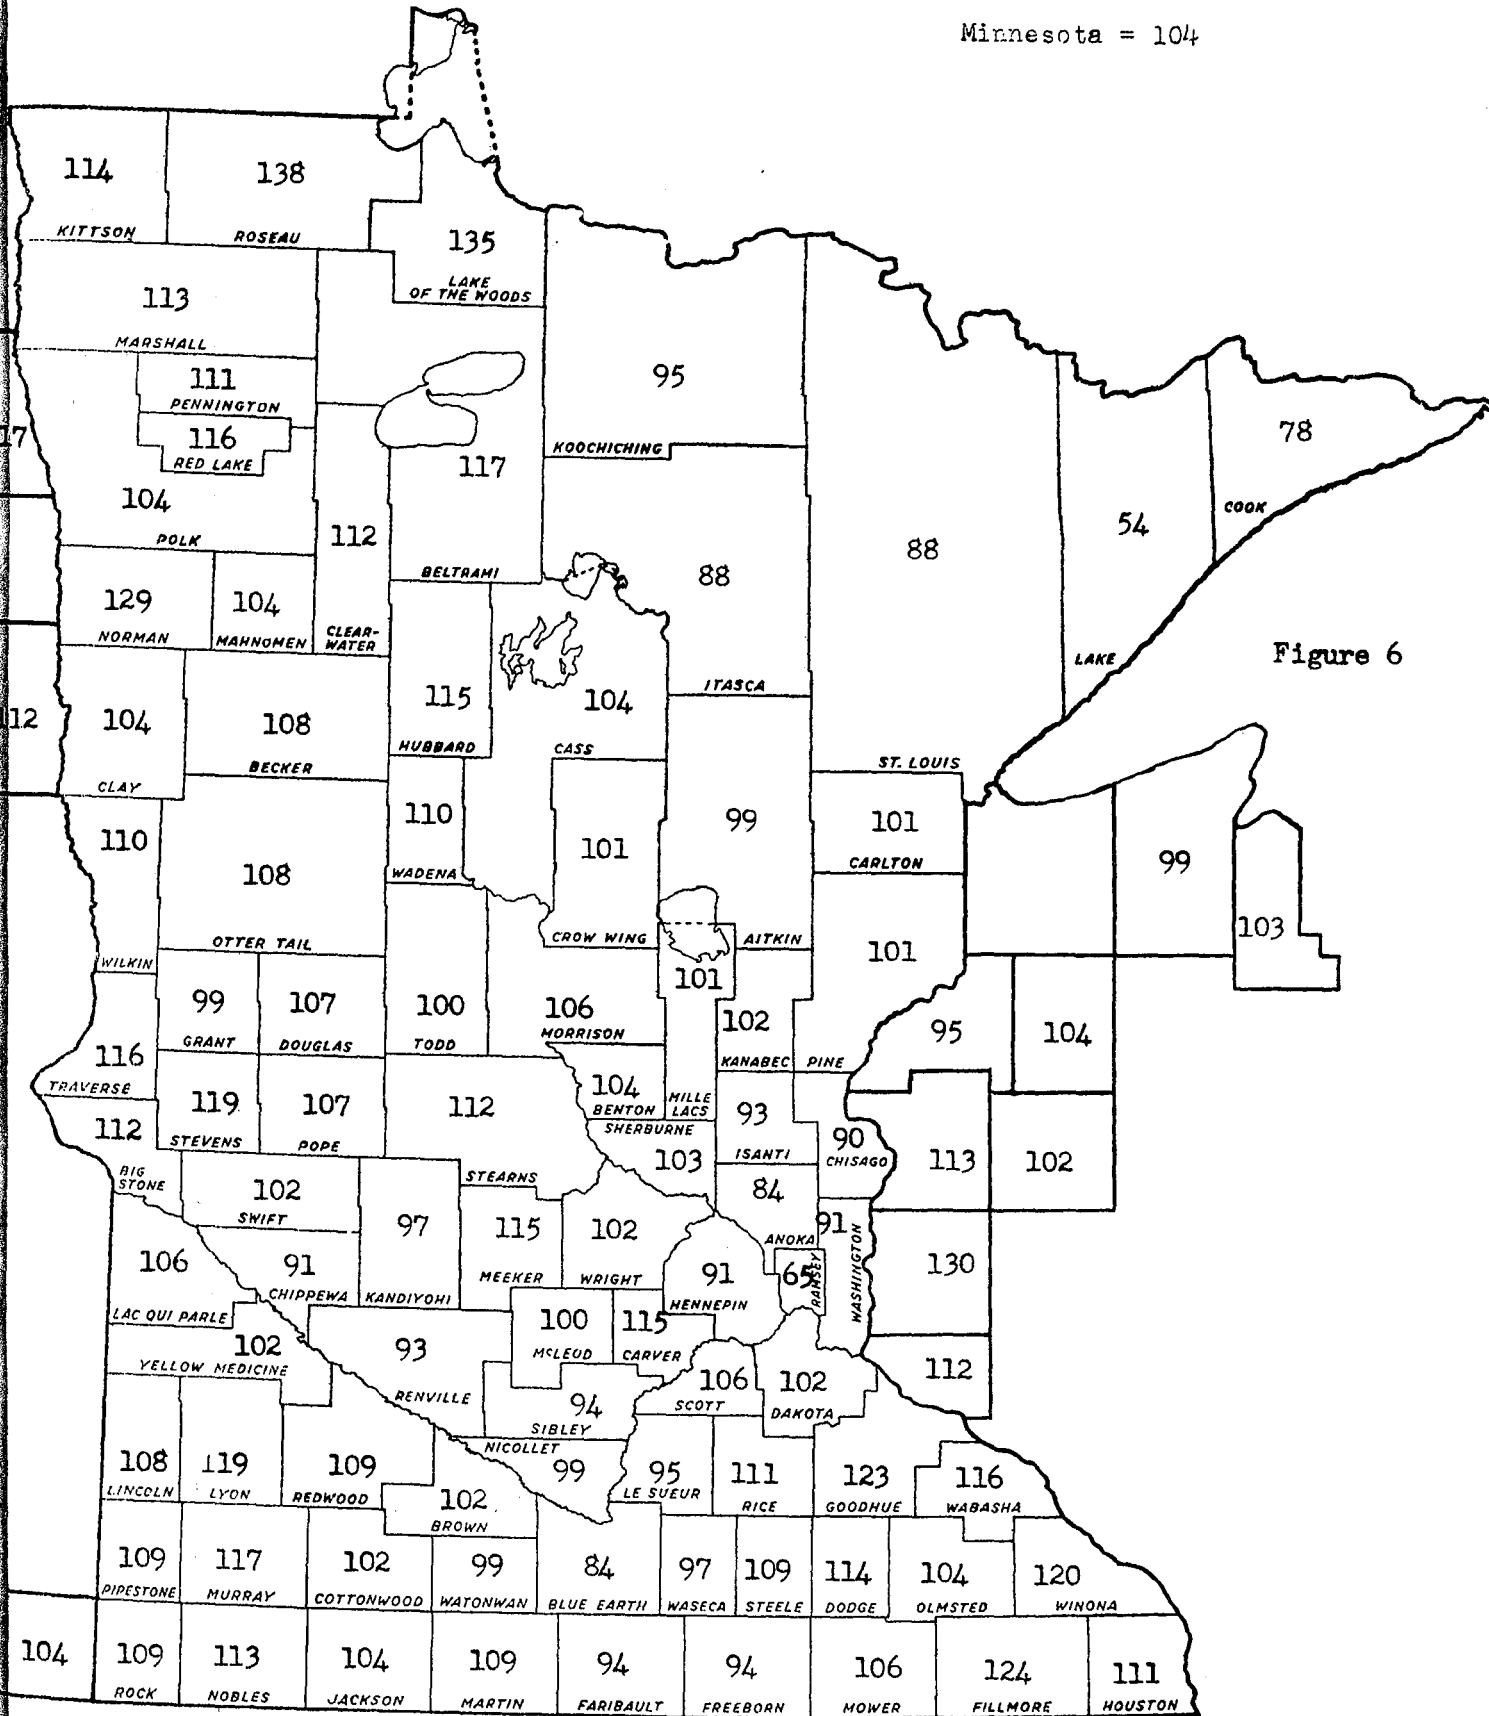 Minnesota = 104
114
138
KITTSON
ROSEAU
135
LAKE
OF THE WOODS
113
MARSHALL
95
KOOCHICHING
111
PENNINGTON
116
RED LAKE
17
117
78
COOK
104
POLK
112
54
88
88
BELTRAMI
129
104
NORMAN
MAHNOMEN
CLEAR-
WATER
Figure 6
LAKE
ITASCA
112
104
108
115
104
CLAY
BECKER
HUBBARD
CASS
ST. LOUIS
110
108
110
101
99
101
WADENA
CARLTON
99
103
OTTER TAIL
CROW WING
AITKIN
WILKIN
101
101
99
107
100
106
102
95
104
GRANT
DOUGLAS
TODD
MORRISON
KANABEC
PINE
116
TRAVERSE
119
107
112
104
BENTON
MILLE
LACS
93
90
CHISAGO
113
102
112
STEVENS
POPE
SHERBURNE
103
ISANTI
BIG
STONE
102
SWIFT
STEARNS
84
97
115
102
91
ANOKA
WASHINGTON
106
91
MEEKER
WRIGHT
91
HENNEPIN
65
RAMSEY
130
CHIPPEWA
KANDIYOHI
LAC QUI PARLE
102
YELLOW MEDICINE
93
RENVILLE
100
MCLEOD
115
CARVER
112
94
SIBLEY
106
SCOTT
102
DAKOTA
108
LINCOLN
119
LYON
109
REDWOOD
NICOLLET
99
95
LE SUEUR
111
RICE
123
GOODHUE
116
WABASHA
102
BROWN
109
117
102
99
84
97
109
114
104
120
PIPESTONE
MURRAY
COTTONWOOD
WATONWAN
BLUE EARTH
WASECA
STEELE
DODGE
OLMSTED
WINONA
104
109
113
104
109
94
94
106
124
111
ROCK
NOBLES
JACKSON
MARTIN
FARIBAULT
FREEBORN
MOWER
FILLMORE
HOUSTON